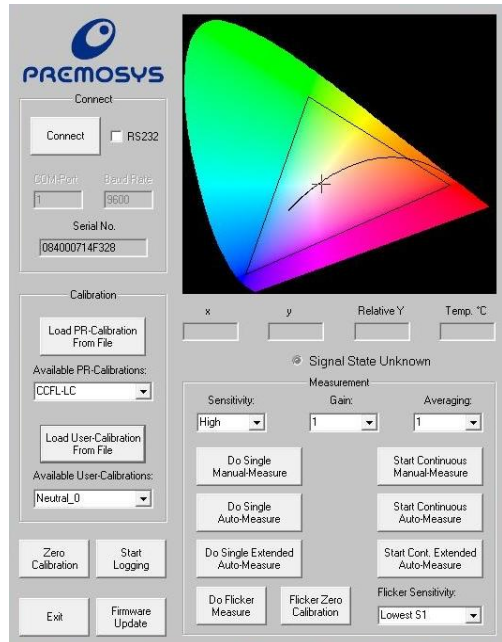 PREMOSYS
Connect
Connect
RS232
COM-Port
Baud-Rate
1
9600
Serial No.
084000714F328
Calibration
Load PR-Calibration
From File
Available PR-Calibrations:
CCFL-LC
Load User-Calibration
From File
Available User-Calibrations:
Neutral_0
Zero
Calibration
Start
Logging
Exit
Firmware
Update
x
y
Relative Y
Temp. °C
Signal State Unknown
Measurement
Sensitivity:
Gain:
Averaging:
High
1
1
Do Single
Manual-Measure
Start Continuous
Manual-Measure
Do Single
Auto-Measure
Start Continuous
Auto-Measure
Do Single Extended
Auto-Measure
Start Cont. Extended
Auto-Measure
Do Flicker
Measure
Flicker Zero
Calibration
Flicker Sensitivity:
Lowest S1